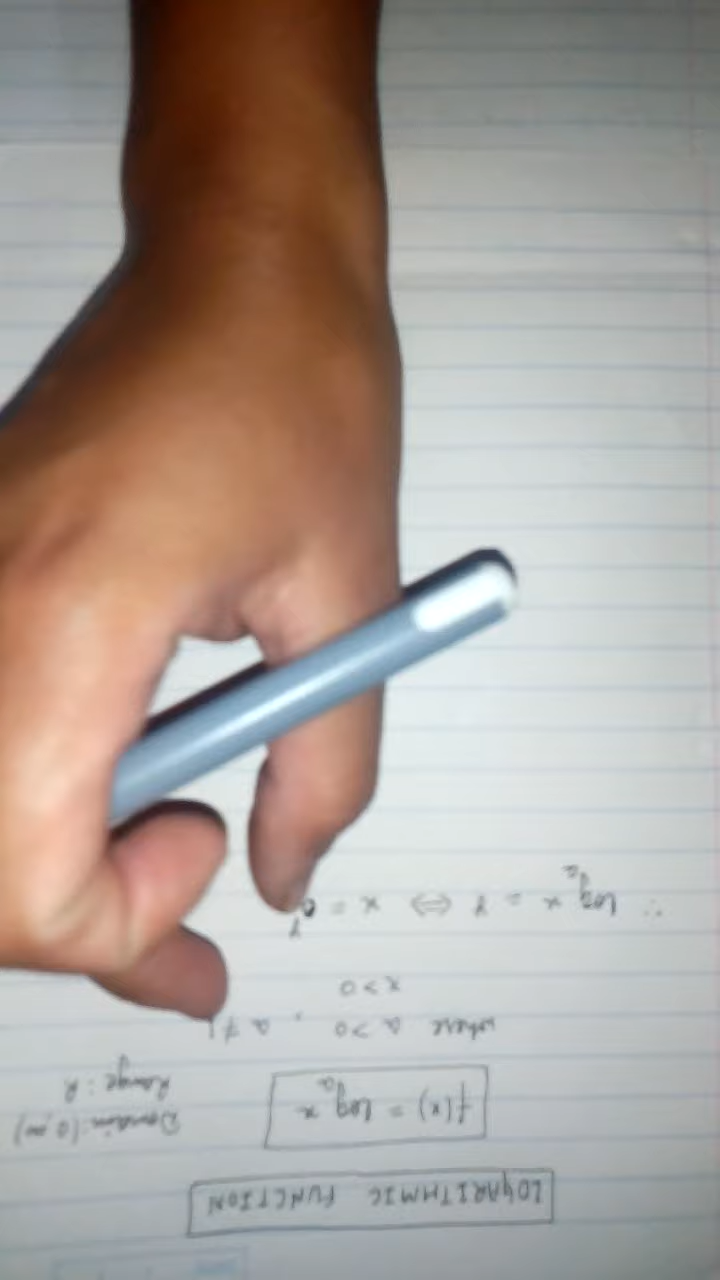 LOGARITHMIC FUNCTION
f(x) = log_a x
Domain: (0, ∞)
Range: R
where a > 0 , a ≠ 1
x > 0
∴ log_a x = y ⇔ x = a^y